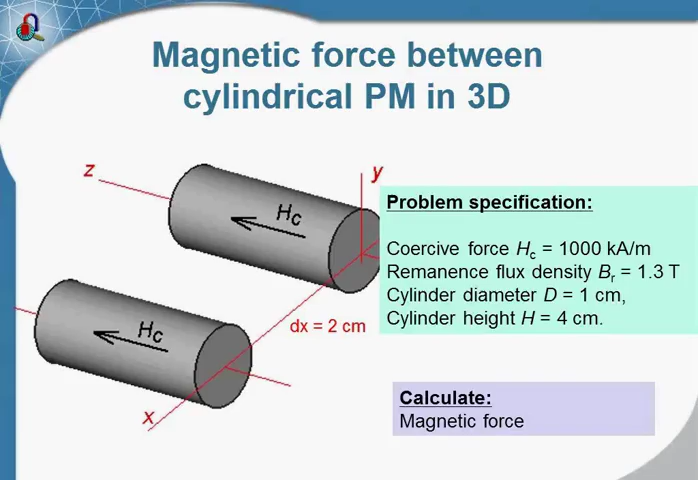 Magnetic force between
cylindrical PM in 3D
z
y
Hc
Problem specification:
Coercive force Hc = 1000 kA/m
Remanence flux density Br = 1.3 T
Cylinder diameter D = 1 cm,
Cylinder height H = 4 cm.
dx = 2 cm
Hc
x
Calculate:
Magnetic force